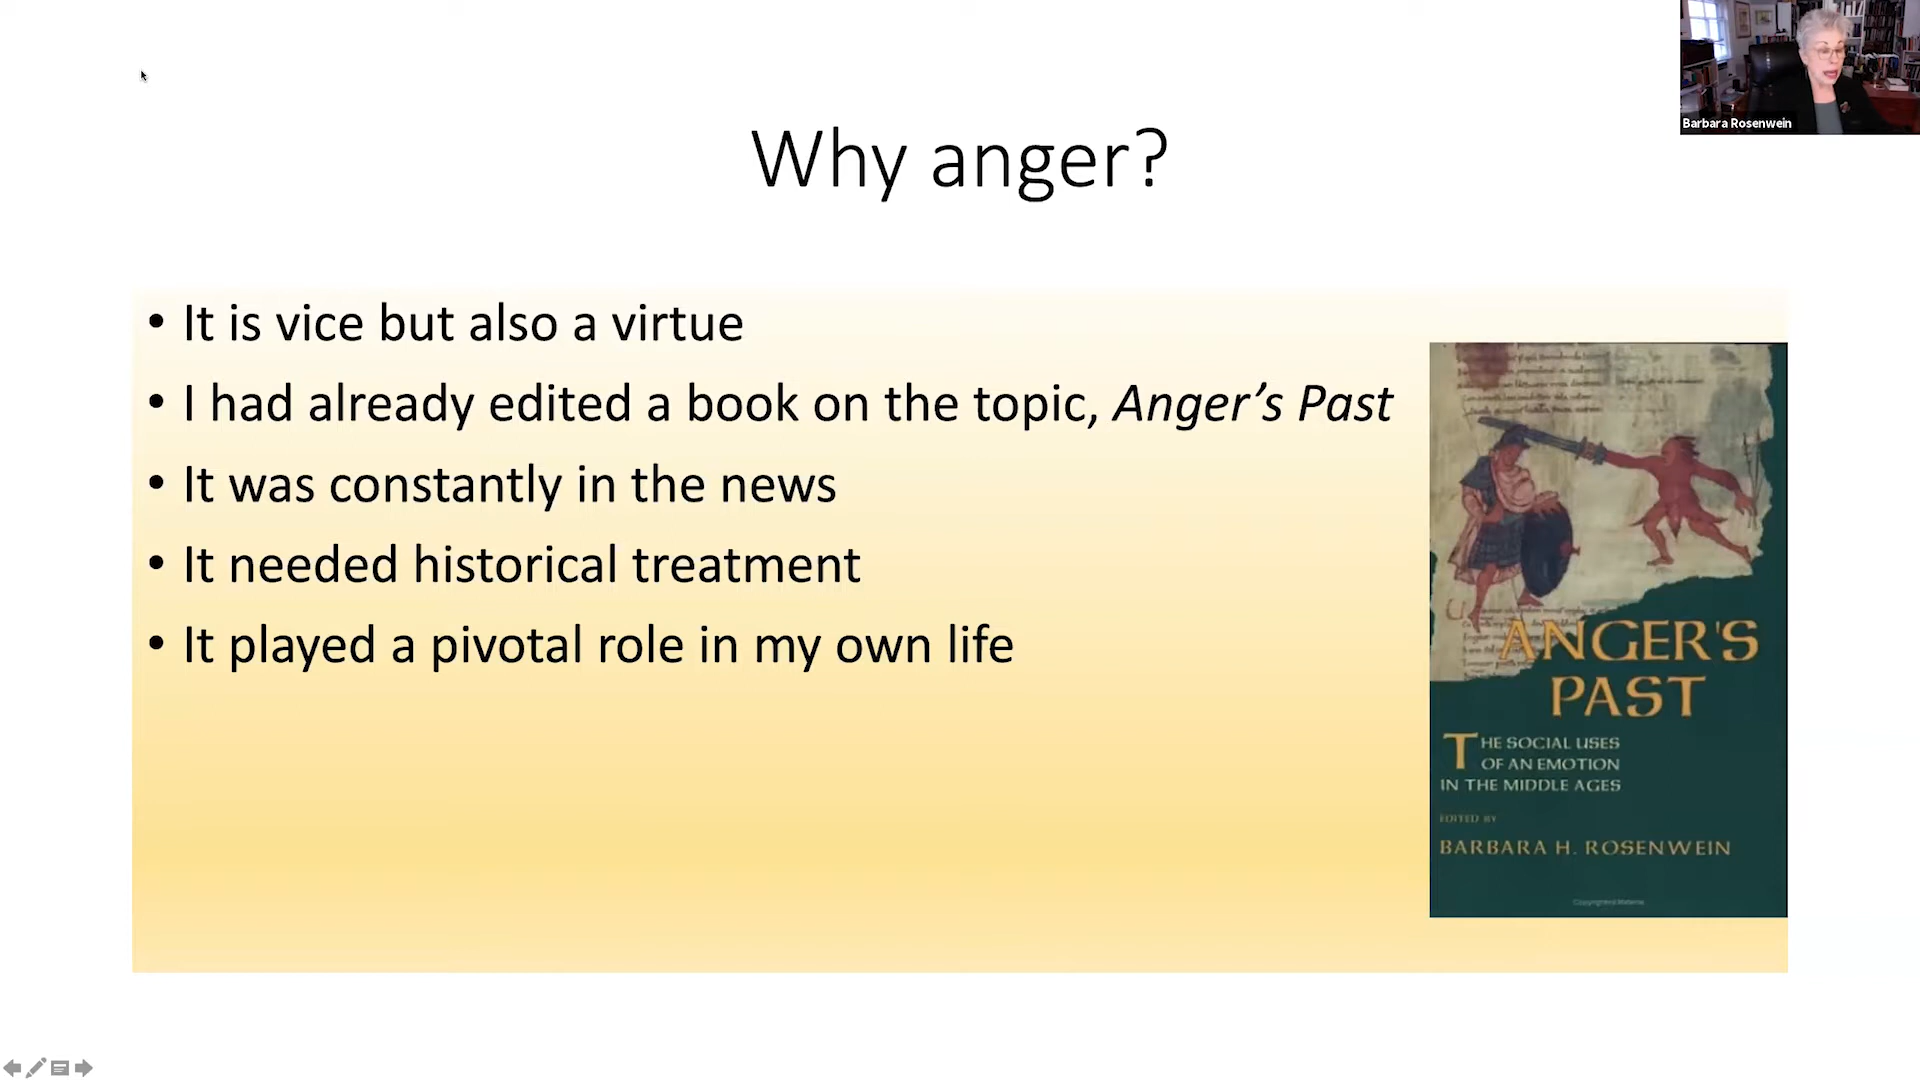 Barbara Rosenwein
Why anger?
• It is vice but also a virtue
• I had already edited a book on the topic, Anger’s Past
• It was constantly in the news
• It needed historical treatment
• It played a pivotal role in my own life
ANGER'S
PAST
THE SOCIAL USES
OF AN EMOTION
IN THE MIDDLE AGES
EDITED BY
BARBARA H. ROSENWEIN
Copyrighted Material